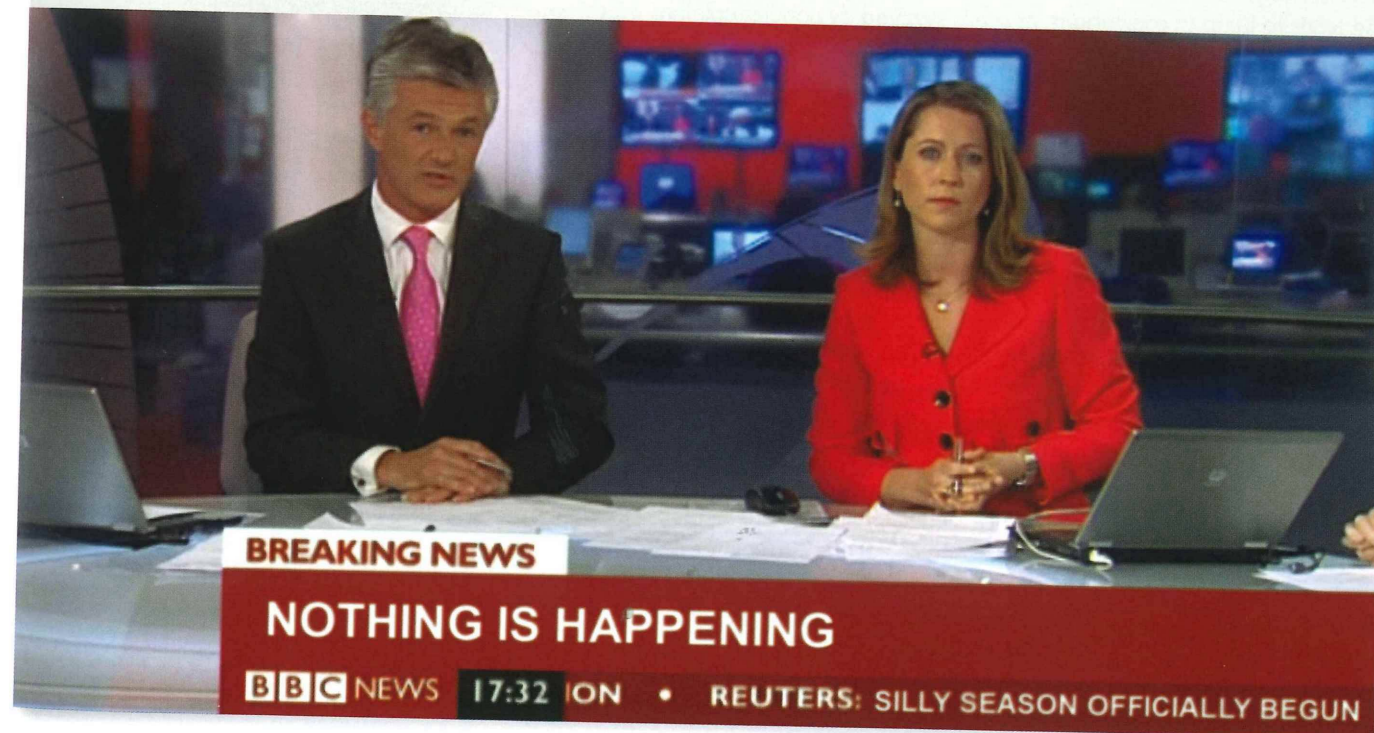 BREAKING NEWS
NOTHING IS HAPPENING
BBC NEWS 17:32 ION • REUTERS: SILLY SEASON OFFICIALLY BEGUN